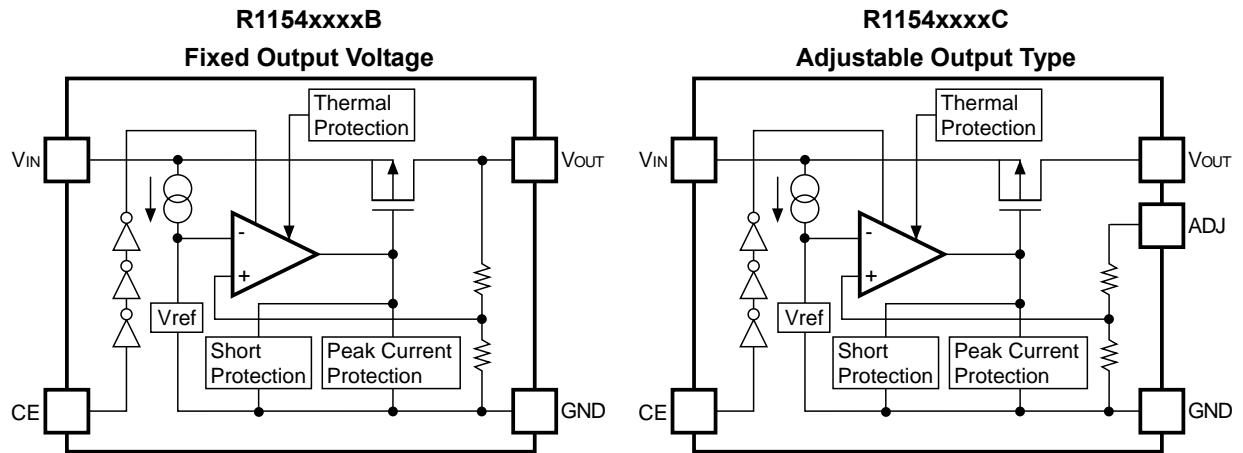 R1154xxxxB
Fixed Output Voltage
Thermal
Protection
VIN
VOUT
-
+
Vref
Short
Protection
Peak Current
Protection
CE
GND
R1154xxxxC
Adjustable Output Type
Thermal
Protection
VIN
VOUT
ADJ
-
+
Vref
Short
Protection
Peak Current
Protection
CE
GND